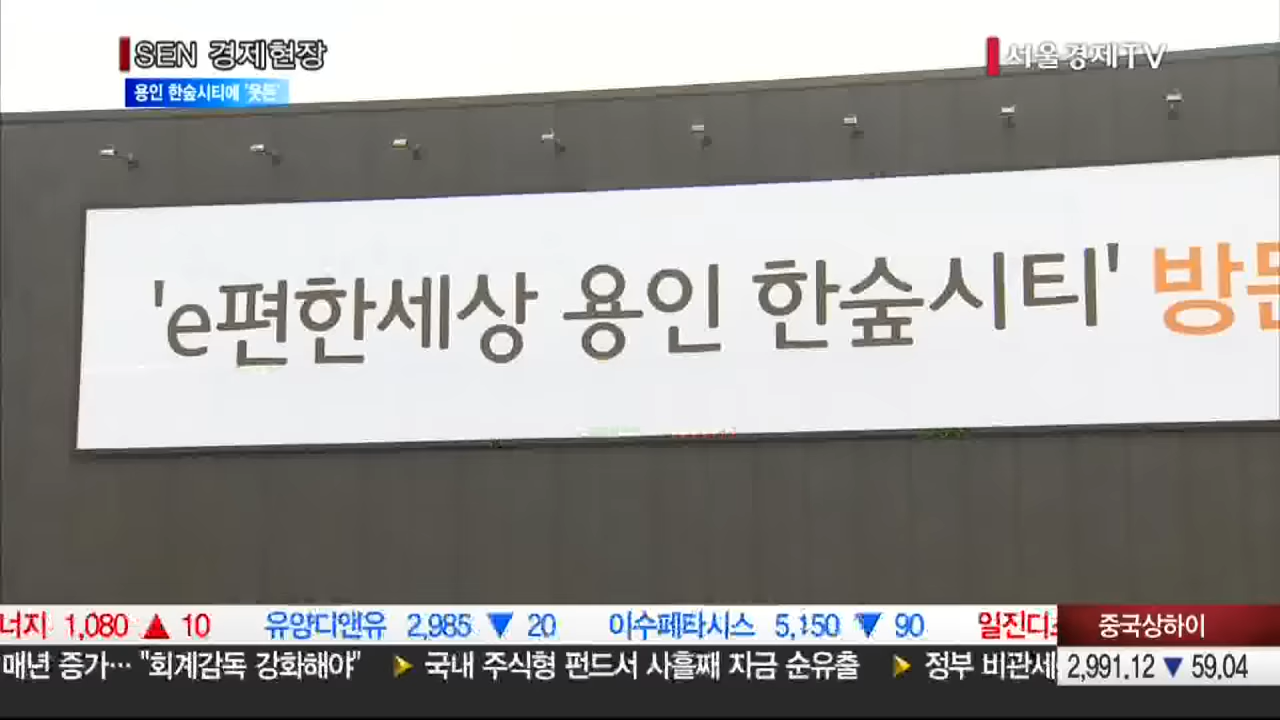 SEN 경제현장
서울경제TV
용인 한숲시티에 '웃돈'
'e편한세상 용인 한숲시티' 방문
너지 1,080 ▲ 10 유양디앤유 2,985 ▼ 20 이수페타시스 5,150 ▼ 90 일진디스
중국상하이
매년 증가… "회계감독 강화해야" ▶ 국내 주식형 펀드서 사흘째 자금 순유출 ▶ 정부 비관세
2,991.12 ▼ 59.04